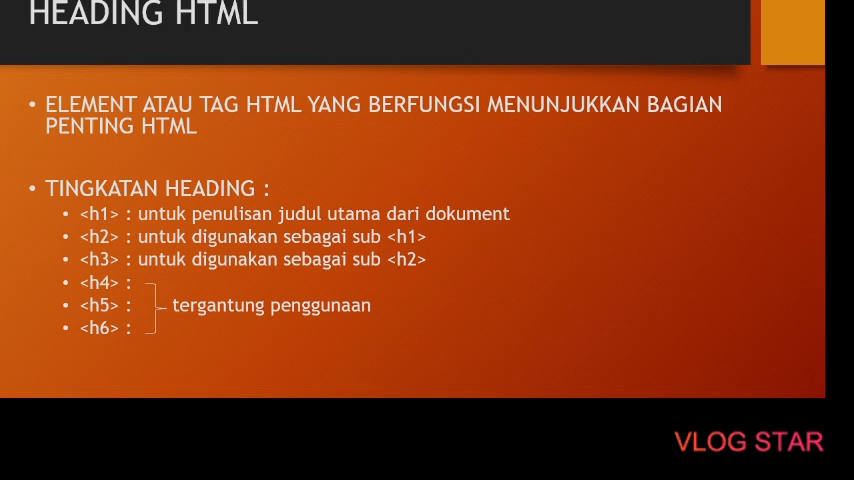 HEADING HTML
• ELEMENT ATAU TAG HTML YANG BERFUNGSI MENUNJUKKAN BAGIAN
PENTING HTML
• TINGKATAN HEADING :
• <h1> : untuk penulisan judul utama dari dokument
• <h2> : untuk digunakan sebagai sub <h1>
• <h3> : untuk digunakan sebagai sub <h2>
• <h4> :
• <h5> : tergantung penggunaan
• <h6> :
VLOG STAR